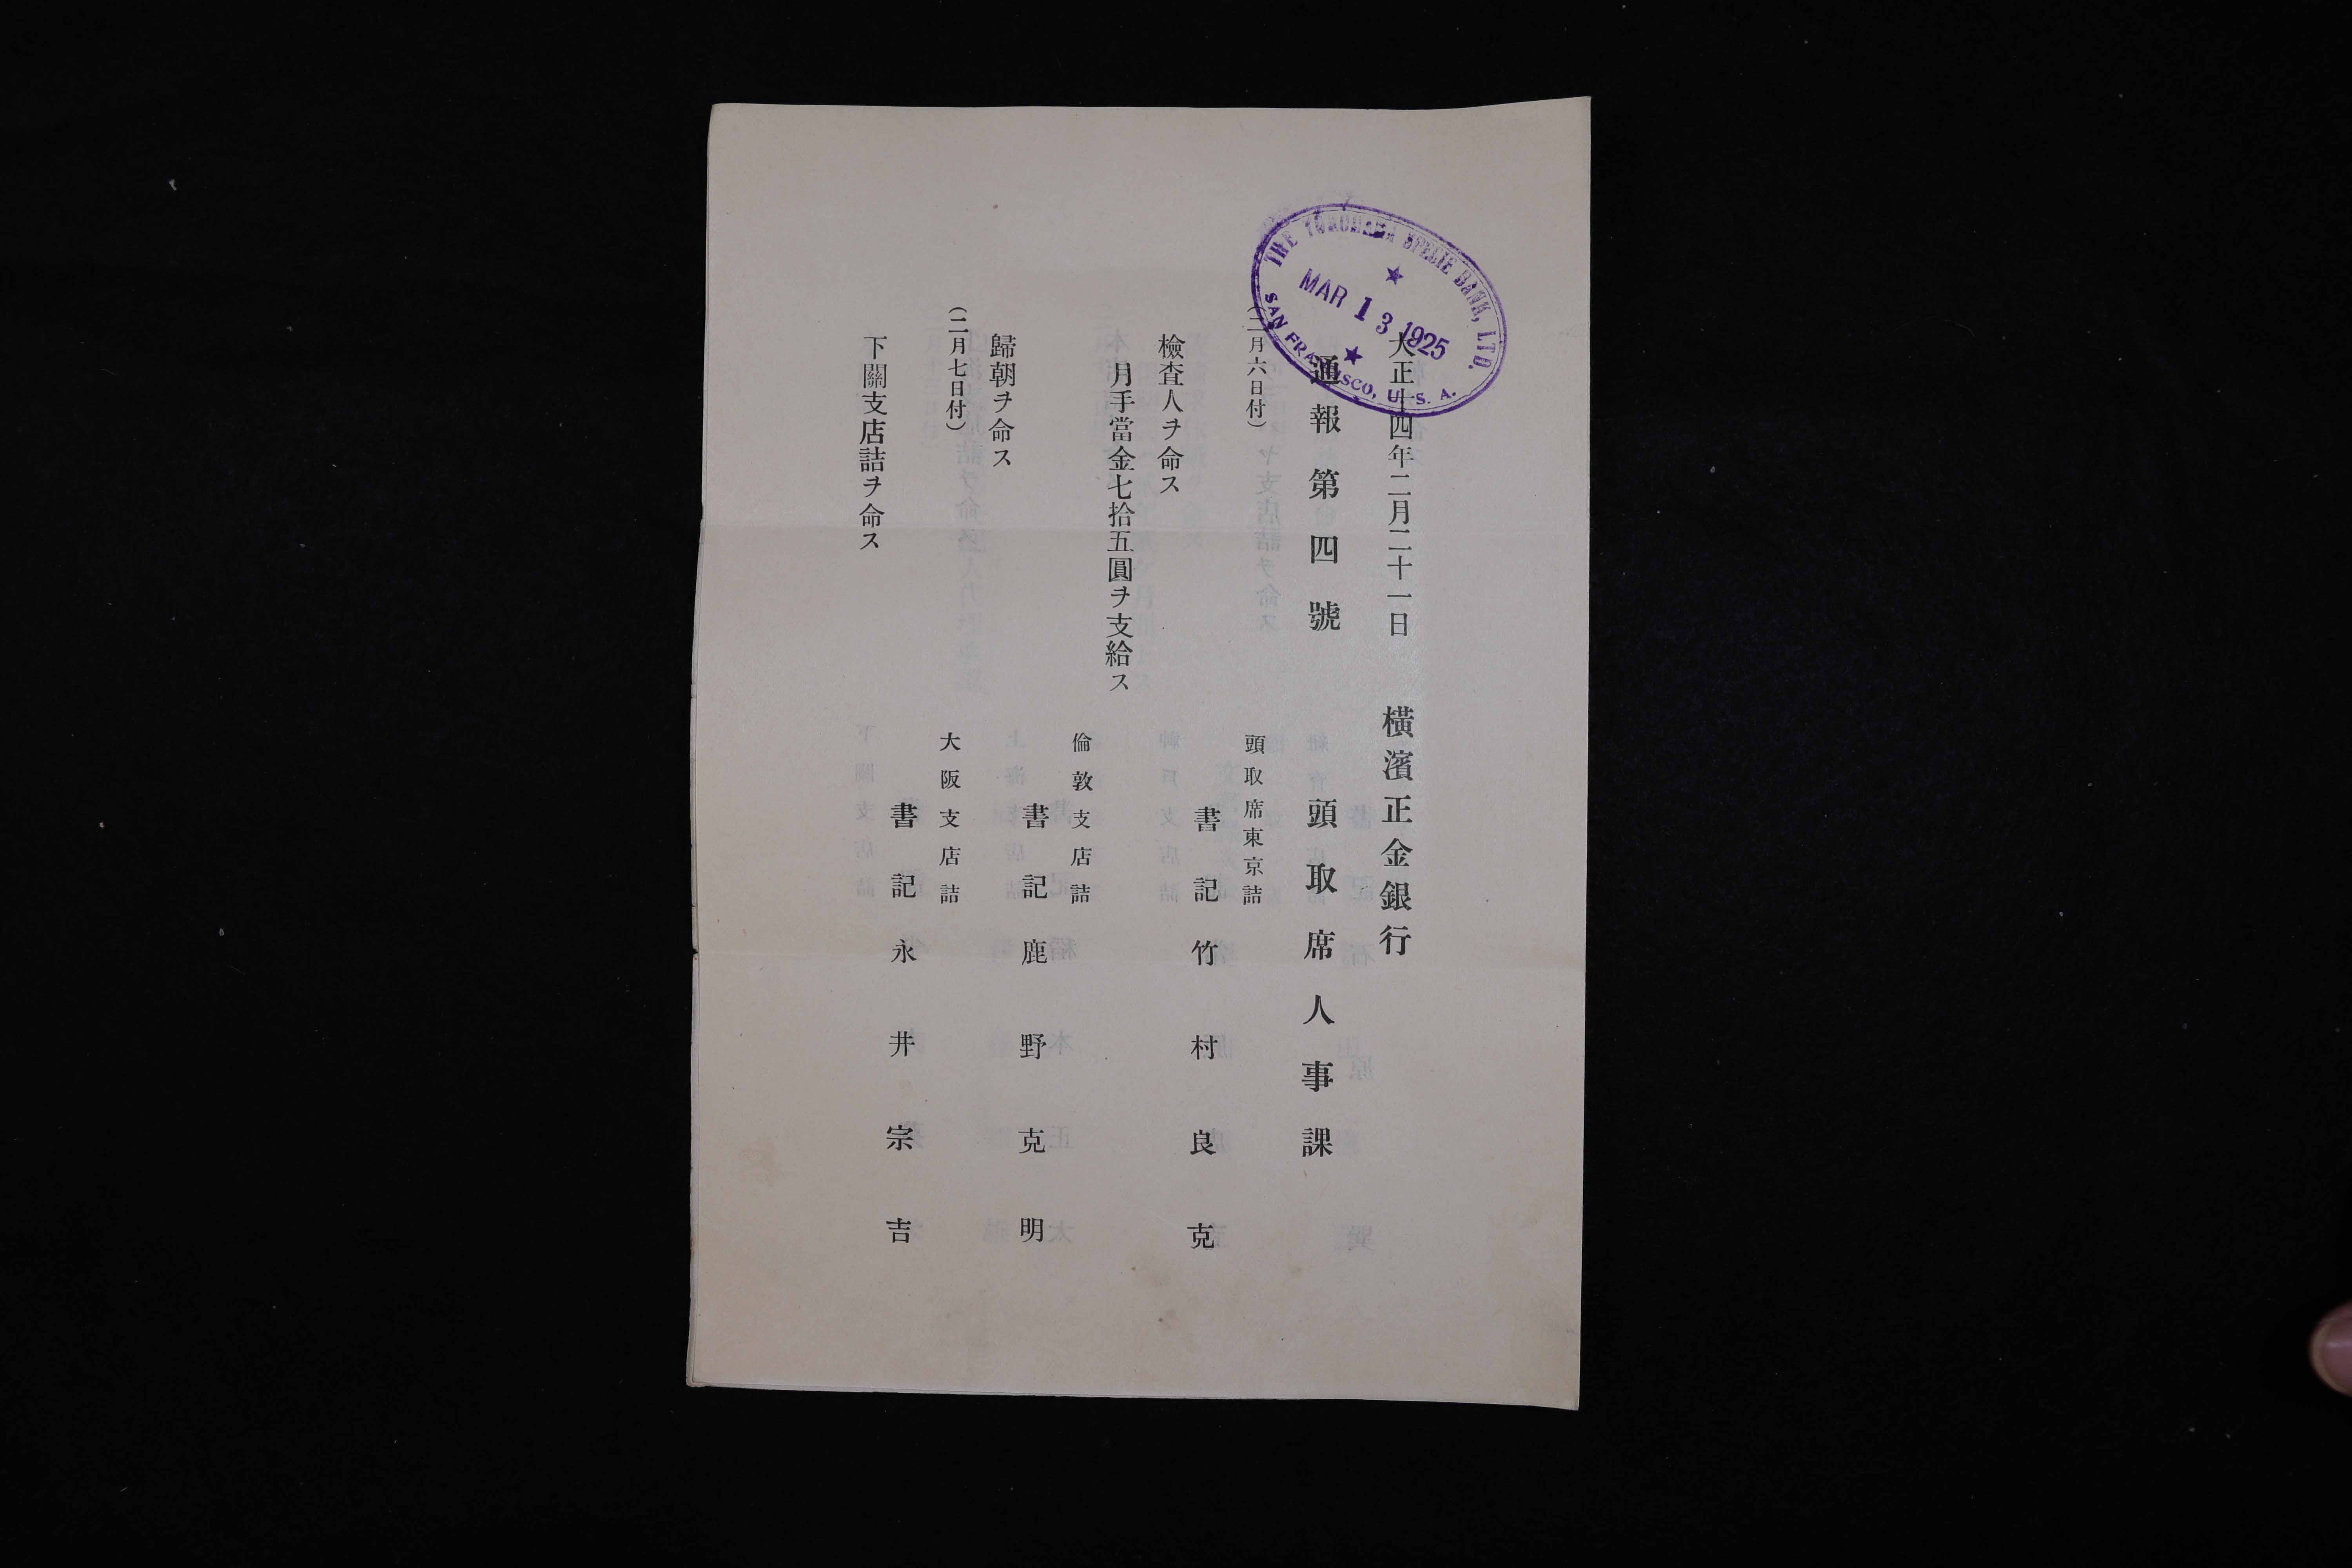 大正十四年二月二十一日　横濱正金銀行
通報第四號　頭取席人事課
(二月六日付)　頭取席東京詰
書記　竹村良克
檢査人ヲ命ス
月手當金七拾五圓ヲ支給ス
倫敦支店詰
書記　鹿野克明
歸朝ヲ命ス
(二月七日付)　大阪支店詰
書記　永井宗吉
下關支店詰ヲ命ス
THE YOKOHAMA SPECIE BANK, LTD.
MAR 13 1925
SAN FRANCISCO, U. S. A.